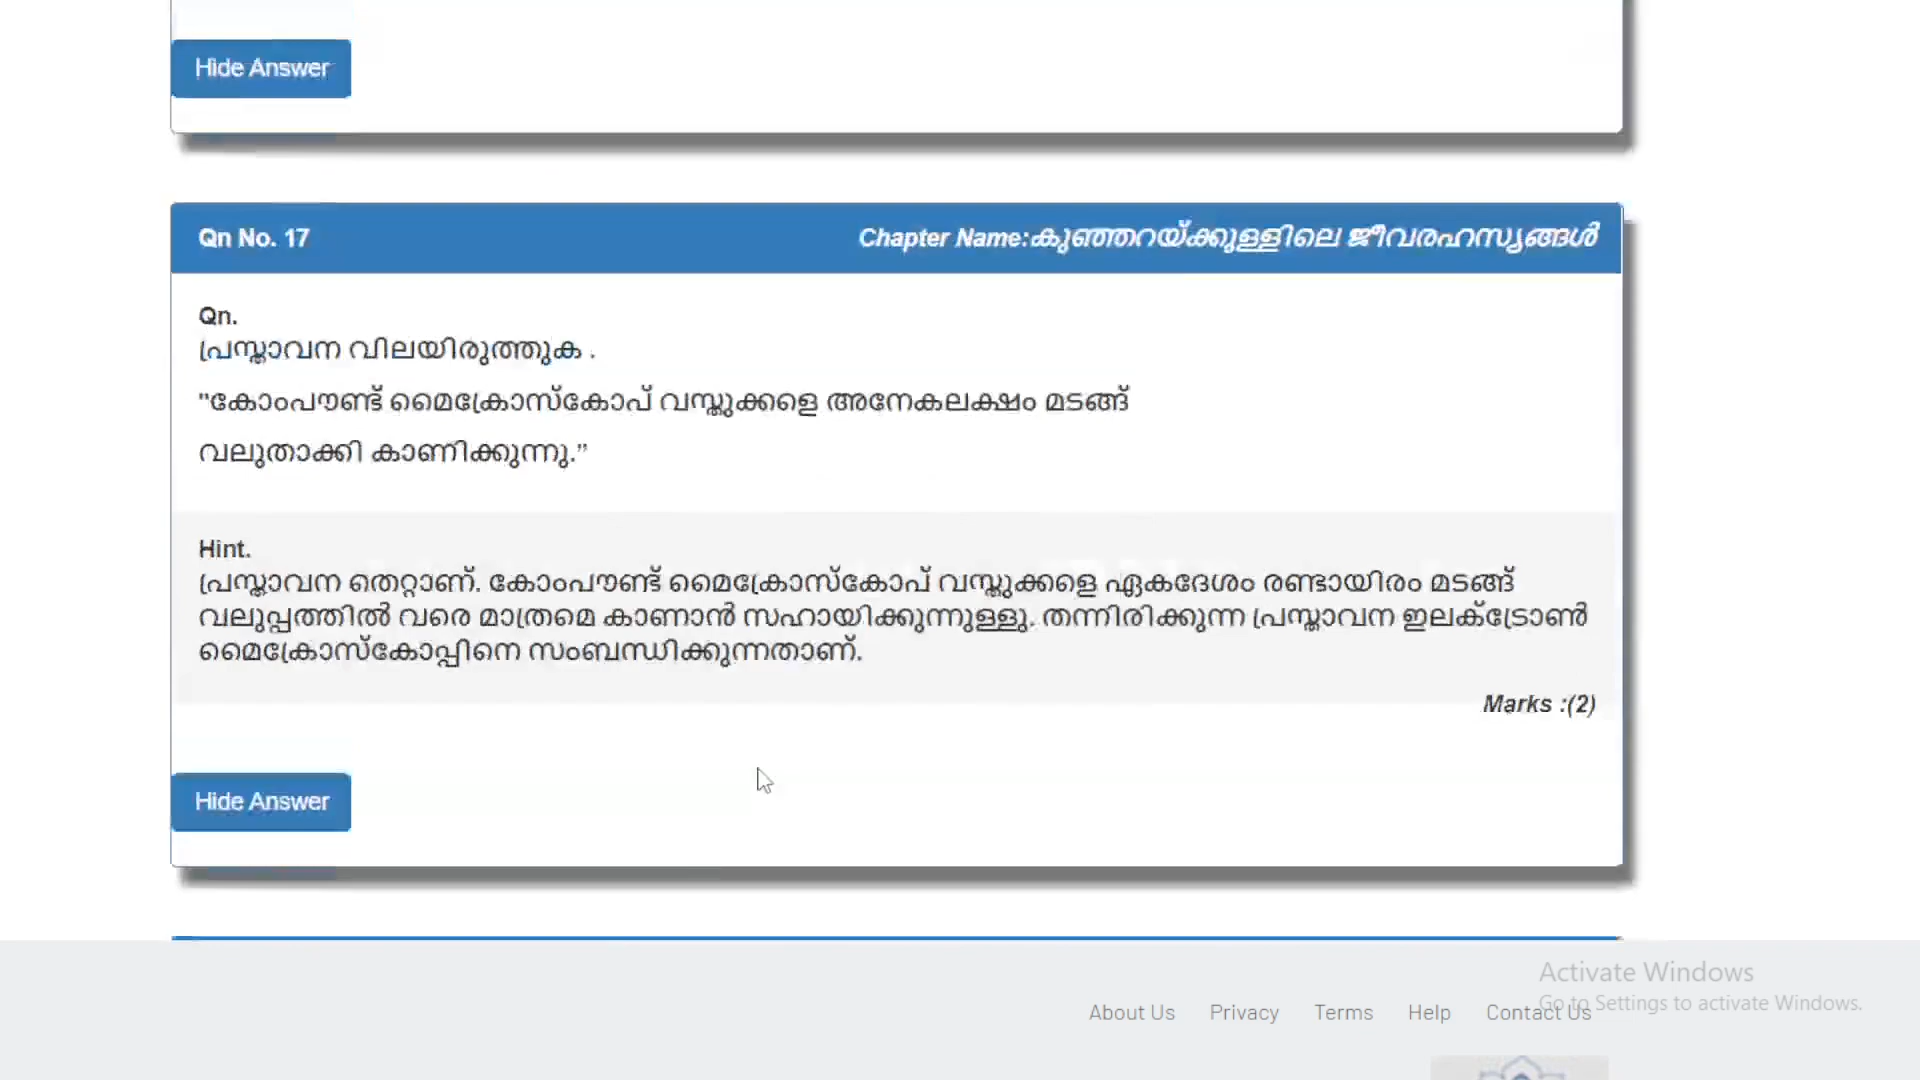 Hide Answer
Qn No. 17
Chapter Name:കുഞ്ഞറയ്ക്കുള്ളിലെ ജീവരഹസ്യങ്ങൾ
Qn.
പ്രസ്താവന വിലയിരുത്തുക .
"കോംപൗണ്ട് മൈക്രോസ്കോപ് വസ്തുക്കളെ അനേകലക്ഷം മടങ്ങ്
വലുതാക്കി കാണിക്കുന്നു.”
Hint.
പ്രസ്താവന തെറ്റാണ്. കോംപൗണ്ട് മൈക്രോസ്കോപ് വസ്തുക്കളെ ഏകദേശം രണ്ടായിരം മടങ്ങ്
വലുപ്പത്തിൽ വരെ മാത്രമെ കാണാൻ സഹായിക്കുന്നുള്ളു. തന്നിരിക്കുന്ന പ്രസ്താവന ഇലക്ട്രോൺ
മൈക്രോസ്കോപ്പിനെ സംബന്ധിക്കുന്നതാണ്.
Marks :(2)
Hide Answer
Activate Windows
Go to Settings to activate Windows.
About Us Privacy Terms Help Contact Us